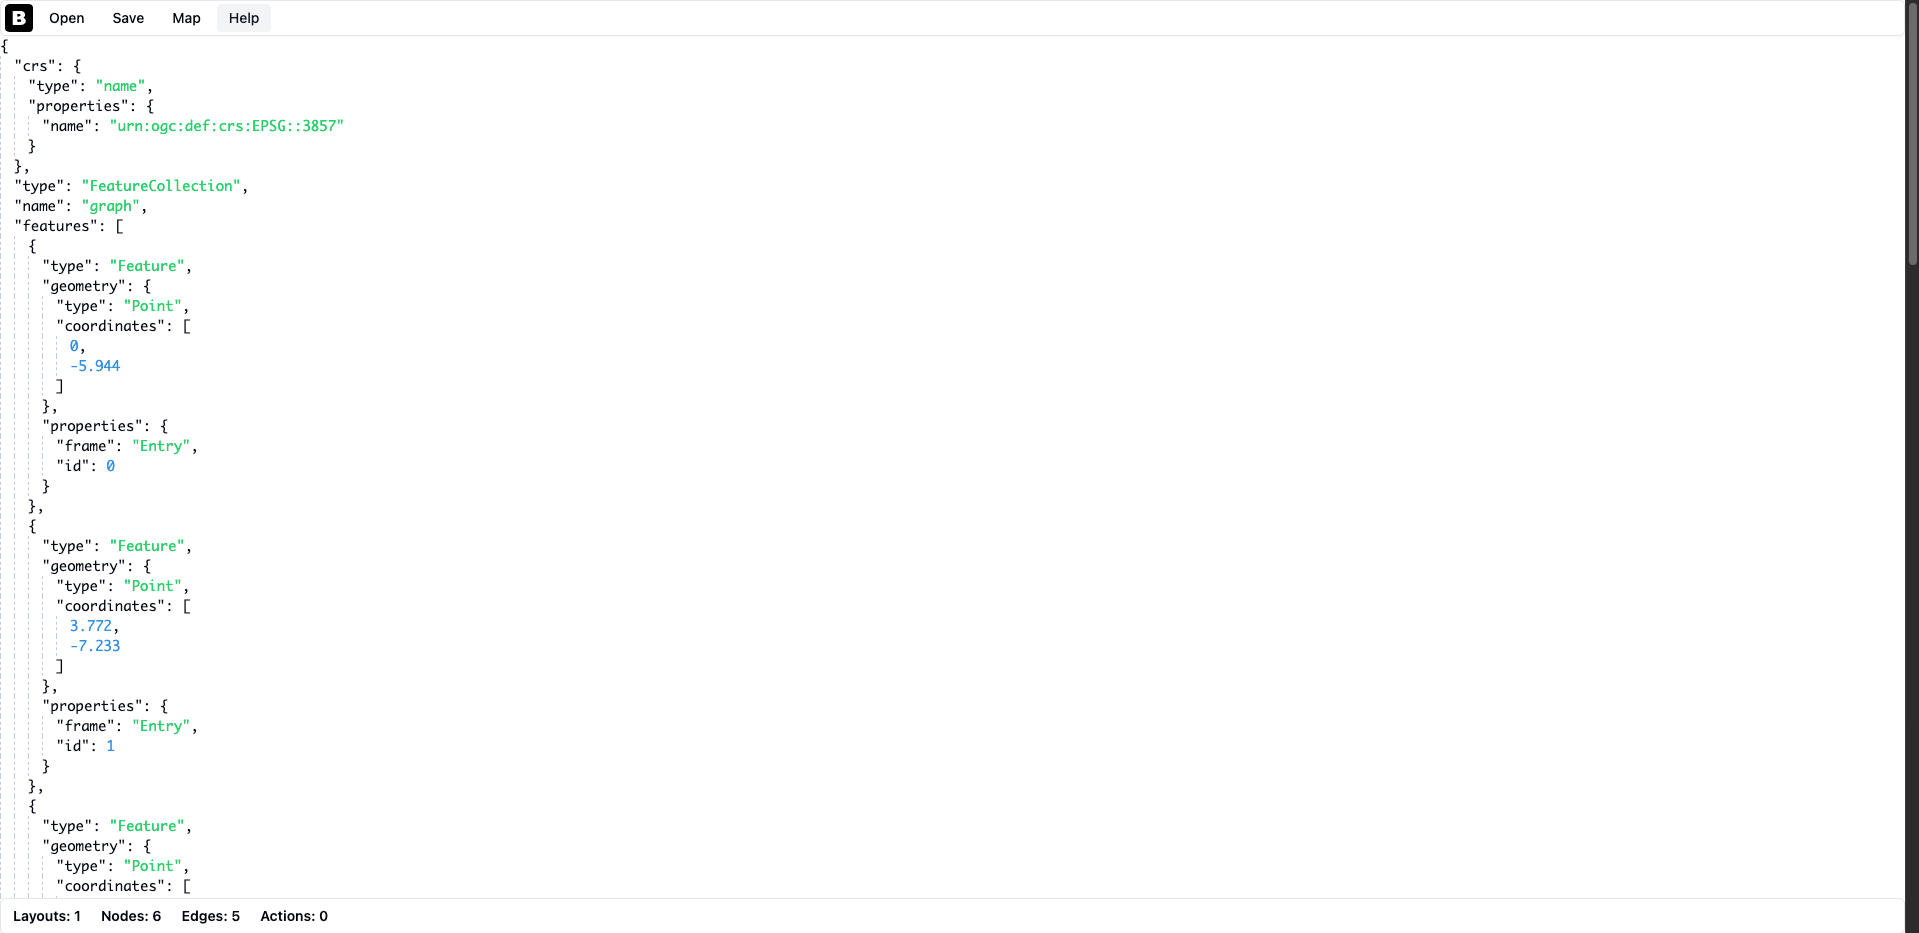 B Open Save Map Help
{
"crs": {
"type": "name",
"properties": {
"name": "urn:ogc:def:crs:EPSG::3857"
}
},
"type": "FeatureCollection",
"name": "graph",
"features": [
{
"type": "Feature",
"geometry": {
"type": "Point",
"coordinates": [
0,
-5.944
]
},
"properties": {
"frame": "Entry",
"id": 0
}
},
{
"type": "Feature",
"geometry": {
"type": "Point",
"coordinates": [
3.772,
-7.233
]
},
"properties": {
"frame": "Entry",
"id": 1
}
},
{
"type": "Feature",
"geometry": {
"type": "Point",
"coordinates": [
Layouts: 1 Nodes: 6 Edges: 5 Actions: 0